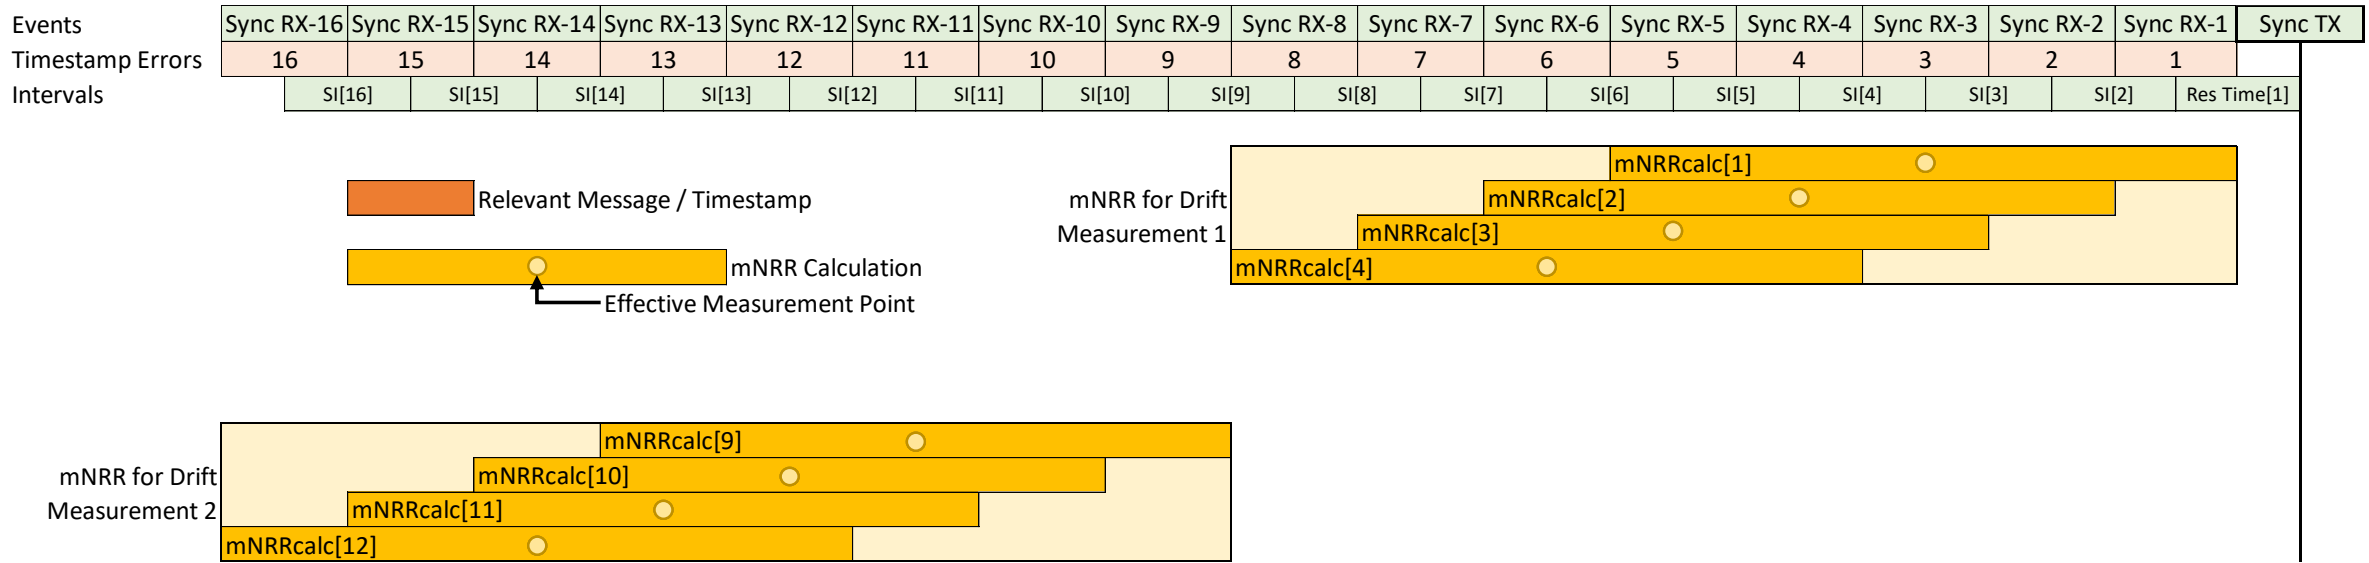 Events Sync RX-16 Sync RX-15 Sync RX-14 Sync RX-13 Sync RX-12 Sync RX-11 Sync RX-10 Sync RX-9 Sync RX-8 Sync RX-7 Sync RX-6 Sync RX-5 Sync RX-4 Sync RX-3 Sync RX-2 Sync RX-1 Sync TX
Timestamp Errors 16 15 14 13 12 11 10 9 8 7 6 5 4 3 2 1
Intervals SI[16] SI[15] SI[14] SI[13] SI[12] SI[11] SI[10] SI[9] SI[8] SI[7] SI[6] SI[5] SI[4] SI[3] SI[2] Res Time[1]
Relevant Message / Timestamp
mNRR Calculation
Effective Measurement Point
mNRR for Drift
Measurement 1
mNRRcalc[1]
mNRRcalc[2]
mNRRcalc[3]
mNRRcalc[4]
mNRR for Drift
Measurement 2
mNRRcalc[9]
mNRRcalc[10]
mNRRcalc[11]
mNRRcalc[12]